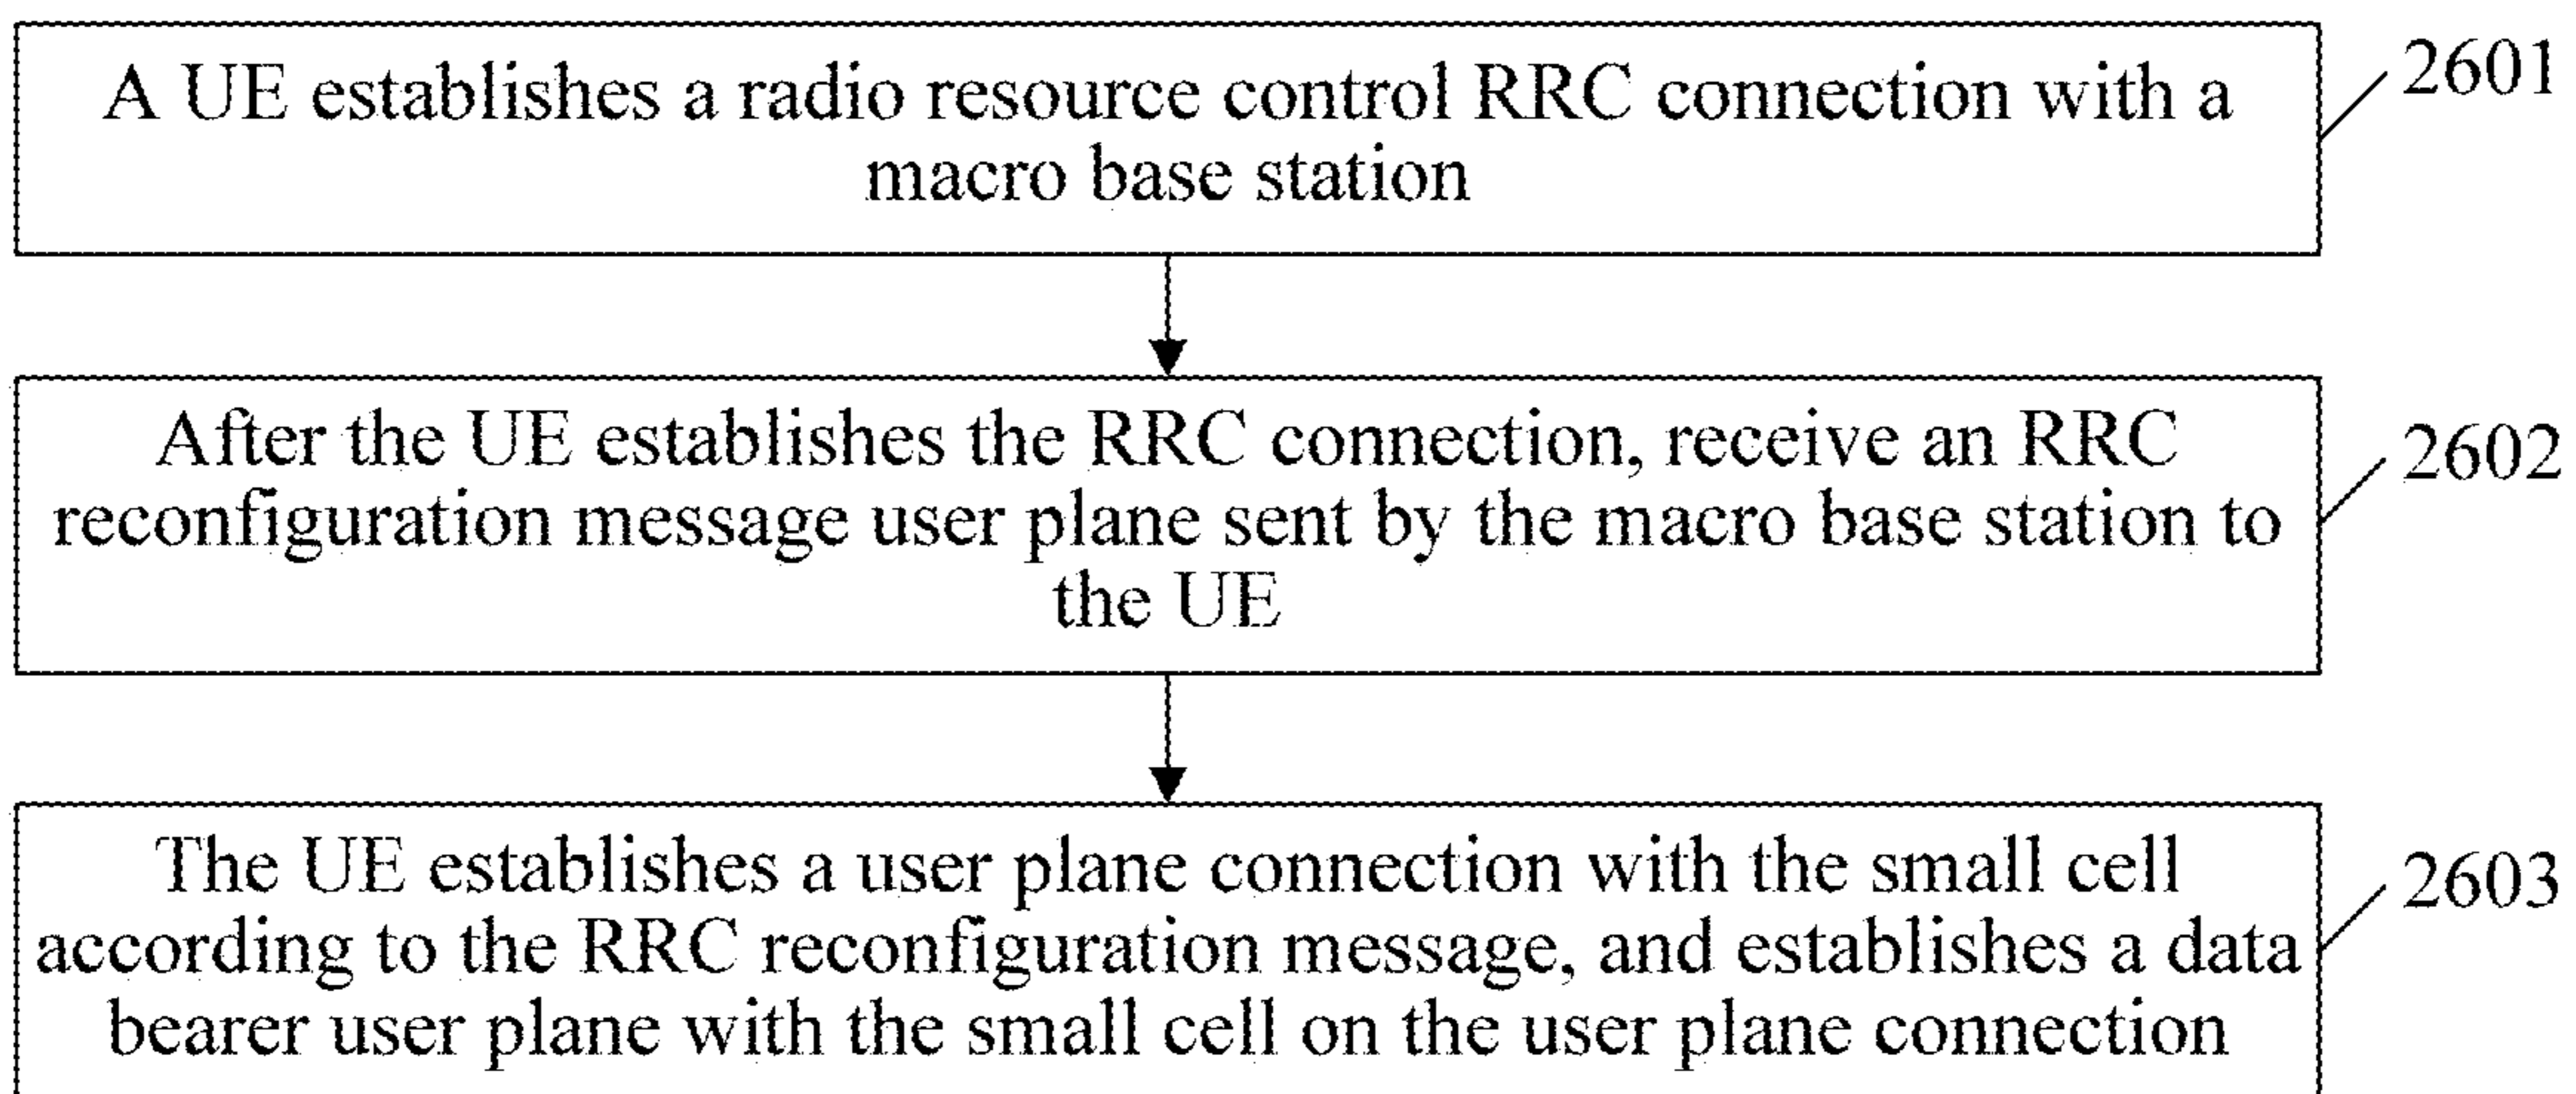 A UE establishes a radio resource control RRC connection with a
macro base station
2601
After the UE establishes the RRC connection, receive an RRC
reconfiguration message user plane sent by the macro base station to
the UE
2602
The UE establishes a user plane connection with the small cell
according to the RRC reconfiguration message, and establishes a data
bearer user plane with the small cell on the user plane connection
2603